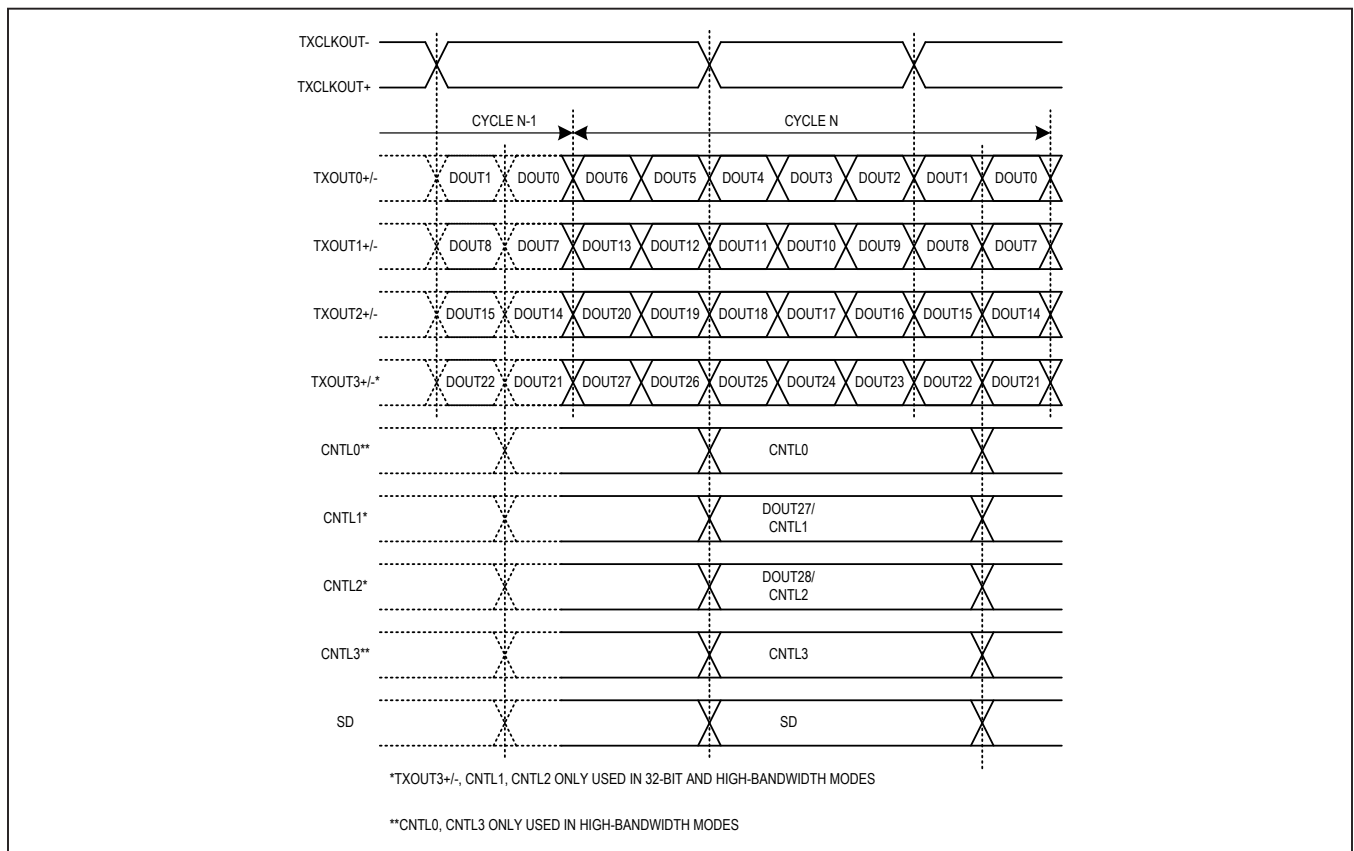 TXCLKOUT-
TXCLKOUT+
CYCLE N-1 CYCLE N
TXOUT0+/- DOUT1 DOUT0 DOUT6 DOUT5 DOUT4 DOUT3 DOUT2 DOUT1 DOUT0
TXOUT1+/- DOUT8 DOUT7 DOUT13 DOUT12 DOUT11 DOUT10 DOUT9 DOUT8 DOUT7
TXOUT2+/- DOUT15 DOUT14 DOUT20 DOUT19 DOUT18 DOUT17 DOUT16 DOUT15 DOUT14
TXOUT3+/-* DOUT22 DOUT21 DOUT27 DOUT26 DOUT25 DOUT24 DOUT23 DOUT22 DOUT21
CNTL0** CNTL0
CNTL1* DOUT27/
CNTL1
CNTL2* DOUT28/
CNTL2
CNTL3** CNTL3
SD SD
*TXOUT3+/-, CNTL1, CNTL2 ONLY USED IN 32-BIT AND HIGH-BANDWIDTH MODES
**CNTL0, CNTL3 ONLY USED IN HIGH-BANDWIDTH MODES